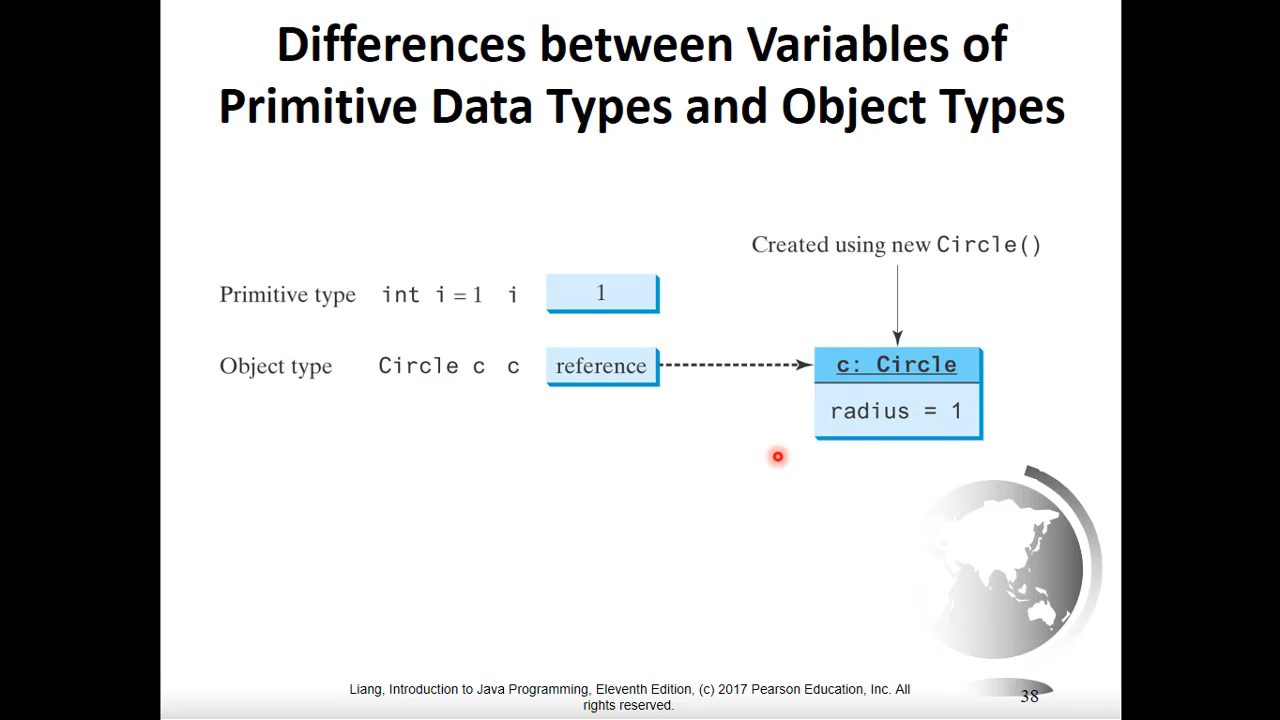 Differences between Variables of
Primitive Data Types and Object Types
Created using new Circle()
Primitive type int i = 1 i 1
Object type Circle c c reference
c: Circle
radius = 1
Liang, Introduction to Java Programming, Eleventh Edition, (c) 2017 Pearson Education, Inc. All
rights reserved.
38